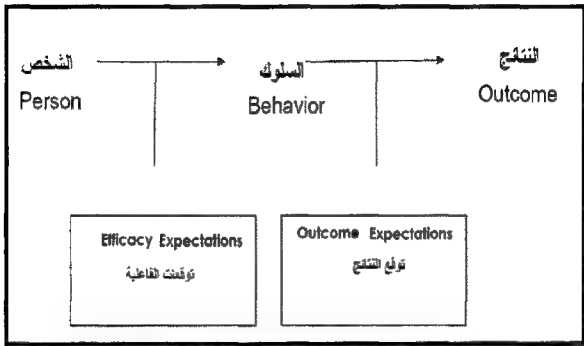 الشخص
Person
السلوك
Behavior
النتائج
Outcome
Efficacy Expectations
توقعات الفاعلية
Outcome Expectations
توقع النتائج